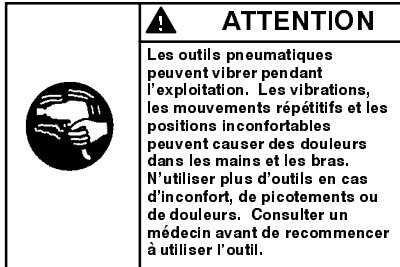 ATTENTION
Les outils pneumatiques
peuvent vibrer pendant
l'exploitation. Les vibrations,
les mouvements répétitifs et les
positions inconfortables
peuvent causer des douleurs
dans les mains et les bras.
N'utiliser plus d'outils en cas
d'inconfort, de picotements ou
de douleurs. Consulter un
médecin avant de recommencer
à utiliser l'outil.